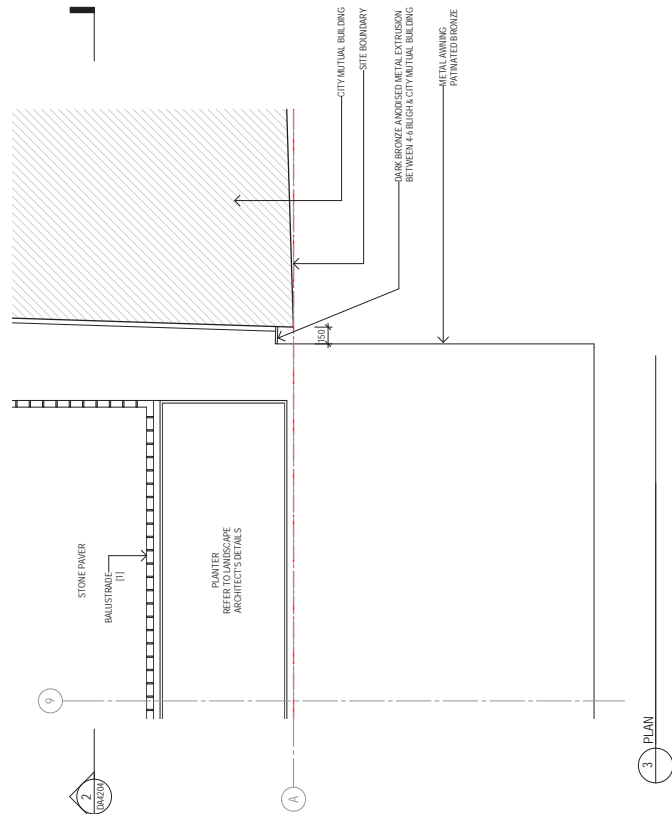 CITY MUTUAL BUILDING
SITE BOUNDARY
DARK BRONZE ANODISED METAL EXTRUSION
BETWEEN 4-6 BLIGH & CITY MUTUAL BUILDING
METAL AWNING
PATINATED BRONZE
150
STONE PAVER
BALUSTRADE
[1]
PLANTER
REFER TO LANDSCAPE
ARCHITECT'S DETAILS
9
2
DA4204
A
3
PLAN